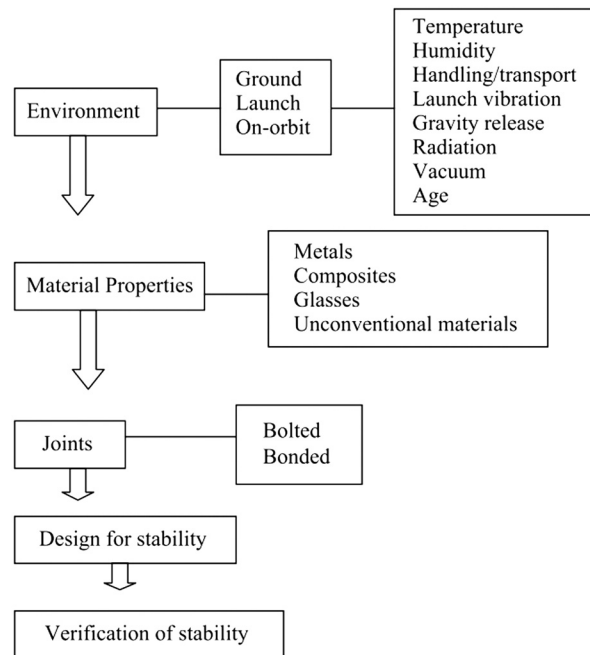 Environment
Ground
Launch
On-orbit
Temperature
Humidity
Handling/transport
Launch vibration
Gravity release
Radiation
Vacuum
Age
Material Properties
Metals
Composites
Glasses
Unconventional materials
Joints
Bolted
Bonded
Design for stability
Verification of stability